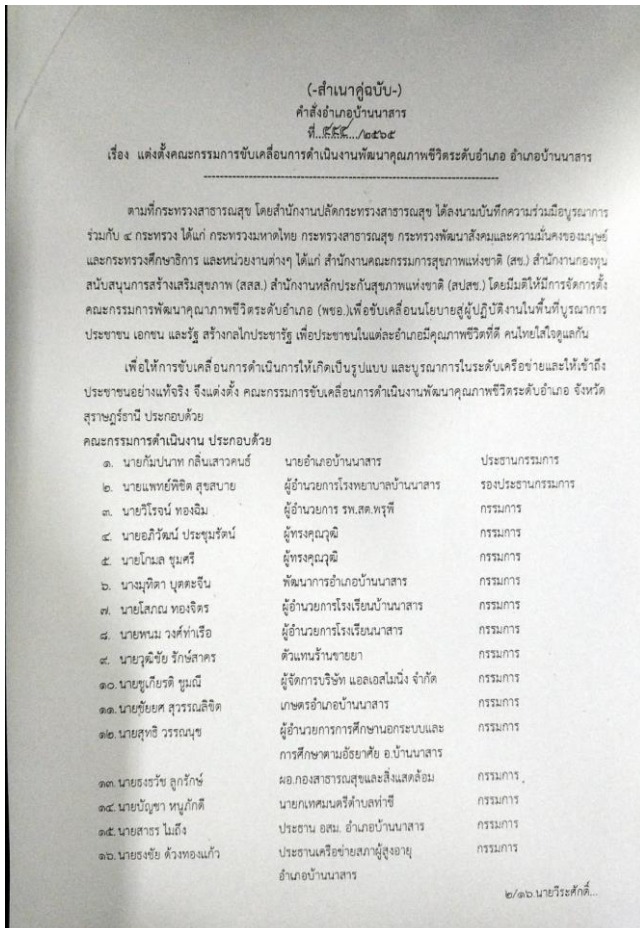 (-สำเนาคู่ฉบับ-)
คำสั่งอำเภอบ้านนาสาร
ที่.../๒๕๖๕
เรื่อง แต่งตั้งคณะกรรมการขับเคลื่อนการดำเนินงานพัฒนาคุณภาพชีวิตระดับอำเภอ อำเภอบ้านนาสาร
ตามที่กระทรวงสาธารณสุข โดยสำนักงานปลัดกระทรวงสาธารณสุข ได้ลงนามบันทึกความร่วมมือบูรณาการ
ร่วมกับ ๔ กระทรวง ได้แก่ กระทรวงมหาดไทย กระทรวงสาธารณสุข กระทรวงพัฒนาสังคมและความมั่นคงของมนุษย์
และกระทรวงศึกษาธิการ และหน่วยงานต่างๆ ได้แก่ สำนักงานคณะกรรมการสุขภาพแห่งชาติ (สช.) สำนักงานกองทุน
สนับสนุนการสร้างเสริมสุขภาพ (สสส.) สำนักงานหลักประกันสุขภาพแห่งชาติ (สปสช.) โดยมีมติให้มีการจัดการตั้ง
คณะกรรมการพัฒนาคุณาภาพชีวิตระดับอำเภอ (พชอ.)เพื่อขับเคลื่อนนโยบายสู่ผู้ปฏิบัติงานในพื้นที่บูรณาการ
ประชาชน เอกชน และรัฐ สร้างกลไกประชารัฐ เพื่อประชาชนในแต่ละอำเภอมีคุณภาพชีวิตที่ดี คนไทยใส่ใจดูแลกัน
เพื่อให้การขับเคลื่อนการดำเนินการให้เกิดเป็นรูปแบบ และบูรณาการในระดับเครือข่ายและให้เข้าถึง
ประชาชนอย่างแท้จริง จึงแต่งตั้ง คณะกรรมการขับเคลื่อนการดำเนินงานพัฒนาคุณภาพชีวิตระดับอำเภอ จังหวัด
สุราษฎร์ธานี ประกอบด้วย
คณะกรรมการดำเนินงาน ประกอบด้วย
๑. นายกัมปนาท กลิ่นเสาวคนธ์ นายอำเภอบ้านนาสาร ประธานกรรมการ
๒. นายแพทย์พิชิต สุขสบาย ผู้อำนวยการโรงพยาบาลบ้านนาสาร รองประธานกรรมการ
๓. นายวิโรจน์ ทองฉิม ผู้อำนวยการ รพ.สต.พรุพี กรรมการ
๔. นายอภิวัฒน์ ประชุมรัตน์ ผู้ทรงคุณวุฒิ กรรมการ
๕. นายโกมล ชุมศรี ผู้ทรงคุณวุฒิ กรรมการ
๖. นางมุทิตา บุตตะจีน พัฒนาการอำเภอบ้านนาสาร กรรมการ
๗. นายโสภณ ทองจิตร ผู้อำนวยการโรงเรียนบ้านนาสาร กรรมการ
๘. นายพนม วงศ์ท่าเรือ ผู้อำนวยการโรงเรียนนาสาร กรรมการ
๙. นายวุฒิชัย รักษ์สาคร ตัวแทนร้านขายยา กรรมการ
๑๐.นายชูเกียรติ ชูมณี ผู้จัดการบริษัท แอลเอสไมนิ่ง จำกัด กรรมการ
๑๑.นายชัยยศ สุวรรณลิขิต เกษตรอำเภอบ้านนาสาร กรรมการ
๑๒.นายสุทธิ วรรณนุช ผู้อำนวยการการศึกษานอกระบบและ กรรมการ
การศึกษาตามอัธยาศัย อ.บ้านนาสาร
๑๓.นายธงธวัช ลูกรักษ์ ผอ.กองสาธารณสุขและสิ่งแสดล้อม กรรมการ
๑๔.นายบัญชา หนูภักดี นายกเทศมนตรีตำบลท่าชี กรรมการ
๑๕.นายสาธร ไมถึง ประธาน อสม. อำเภอบ้านนาสาร กรรมการ
๑๖.นายธงชัย ด้วงทองแก้ว ประธานเครือข่ายสภาผู้สูงอายุ กรรมการ
อำเภอบ้านนาสาร
๒/๑๖.นายวีระศักดิ์...